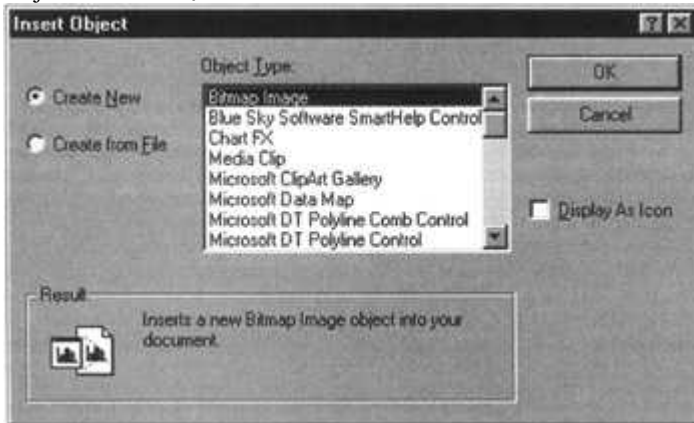 Insert Object
Object Type:
Create New
Create from File
Bitmap Image
Blue Sky Software SmartHelp Control
Chart FX
Media Clip
Microsoft ClipArt Gallery
Microsoft Data Map
Microsoft DT Polyline Comb Control
Microsoft DT Polyline Control
OK
Cancel
Display As Icon
Result
Inserts a new Bitmap Image object into your
document.